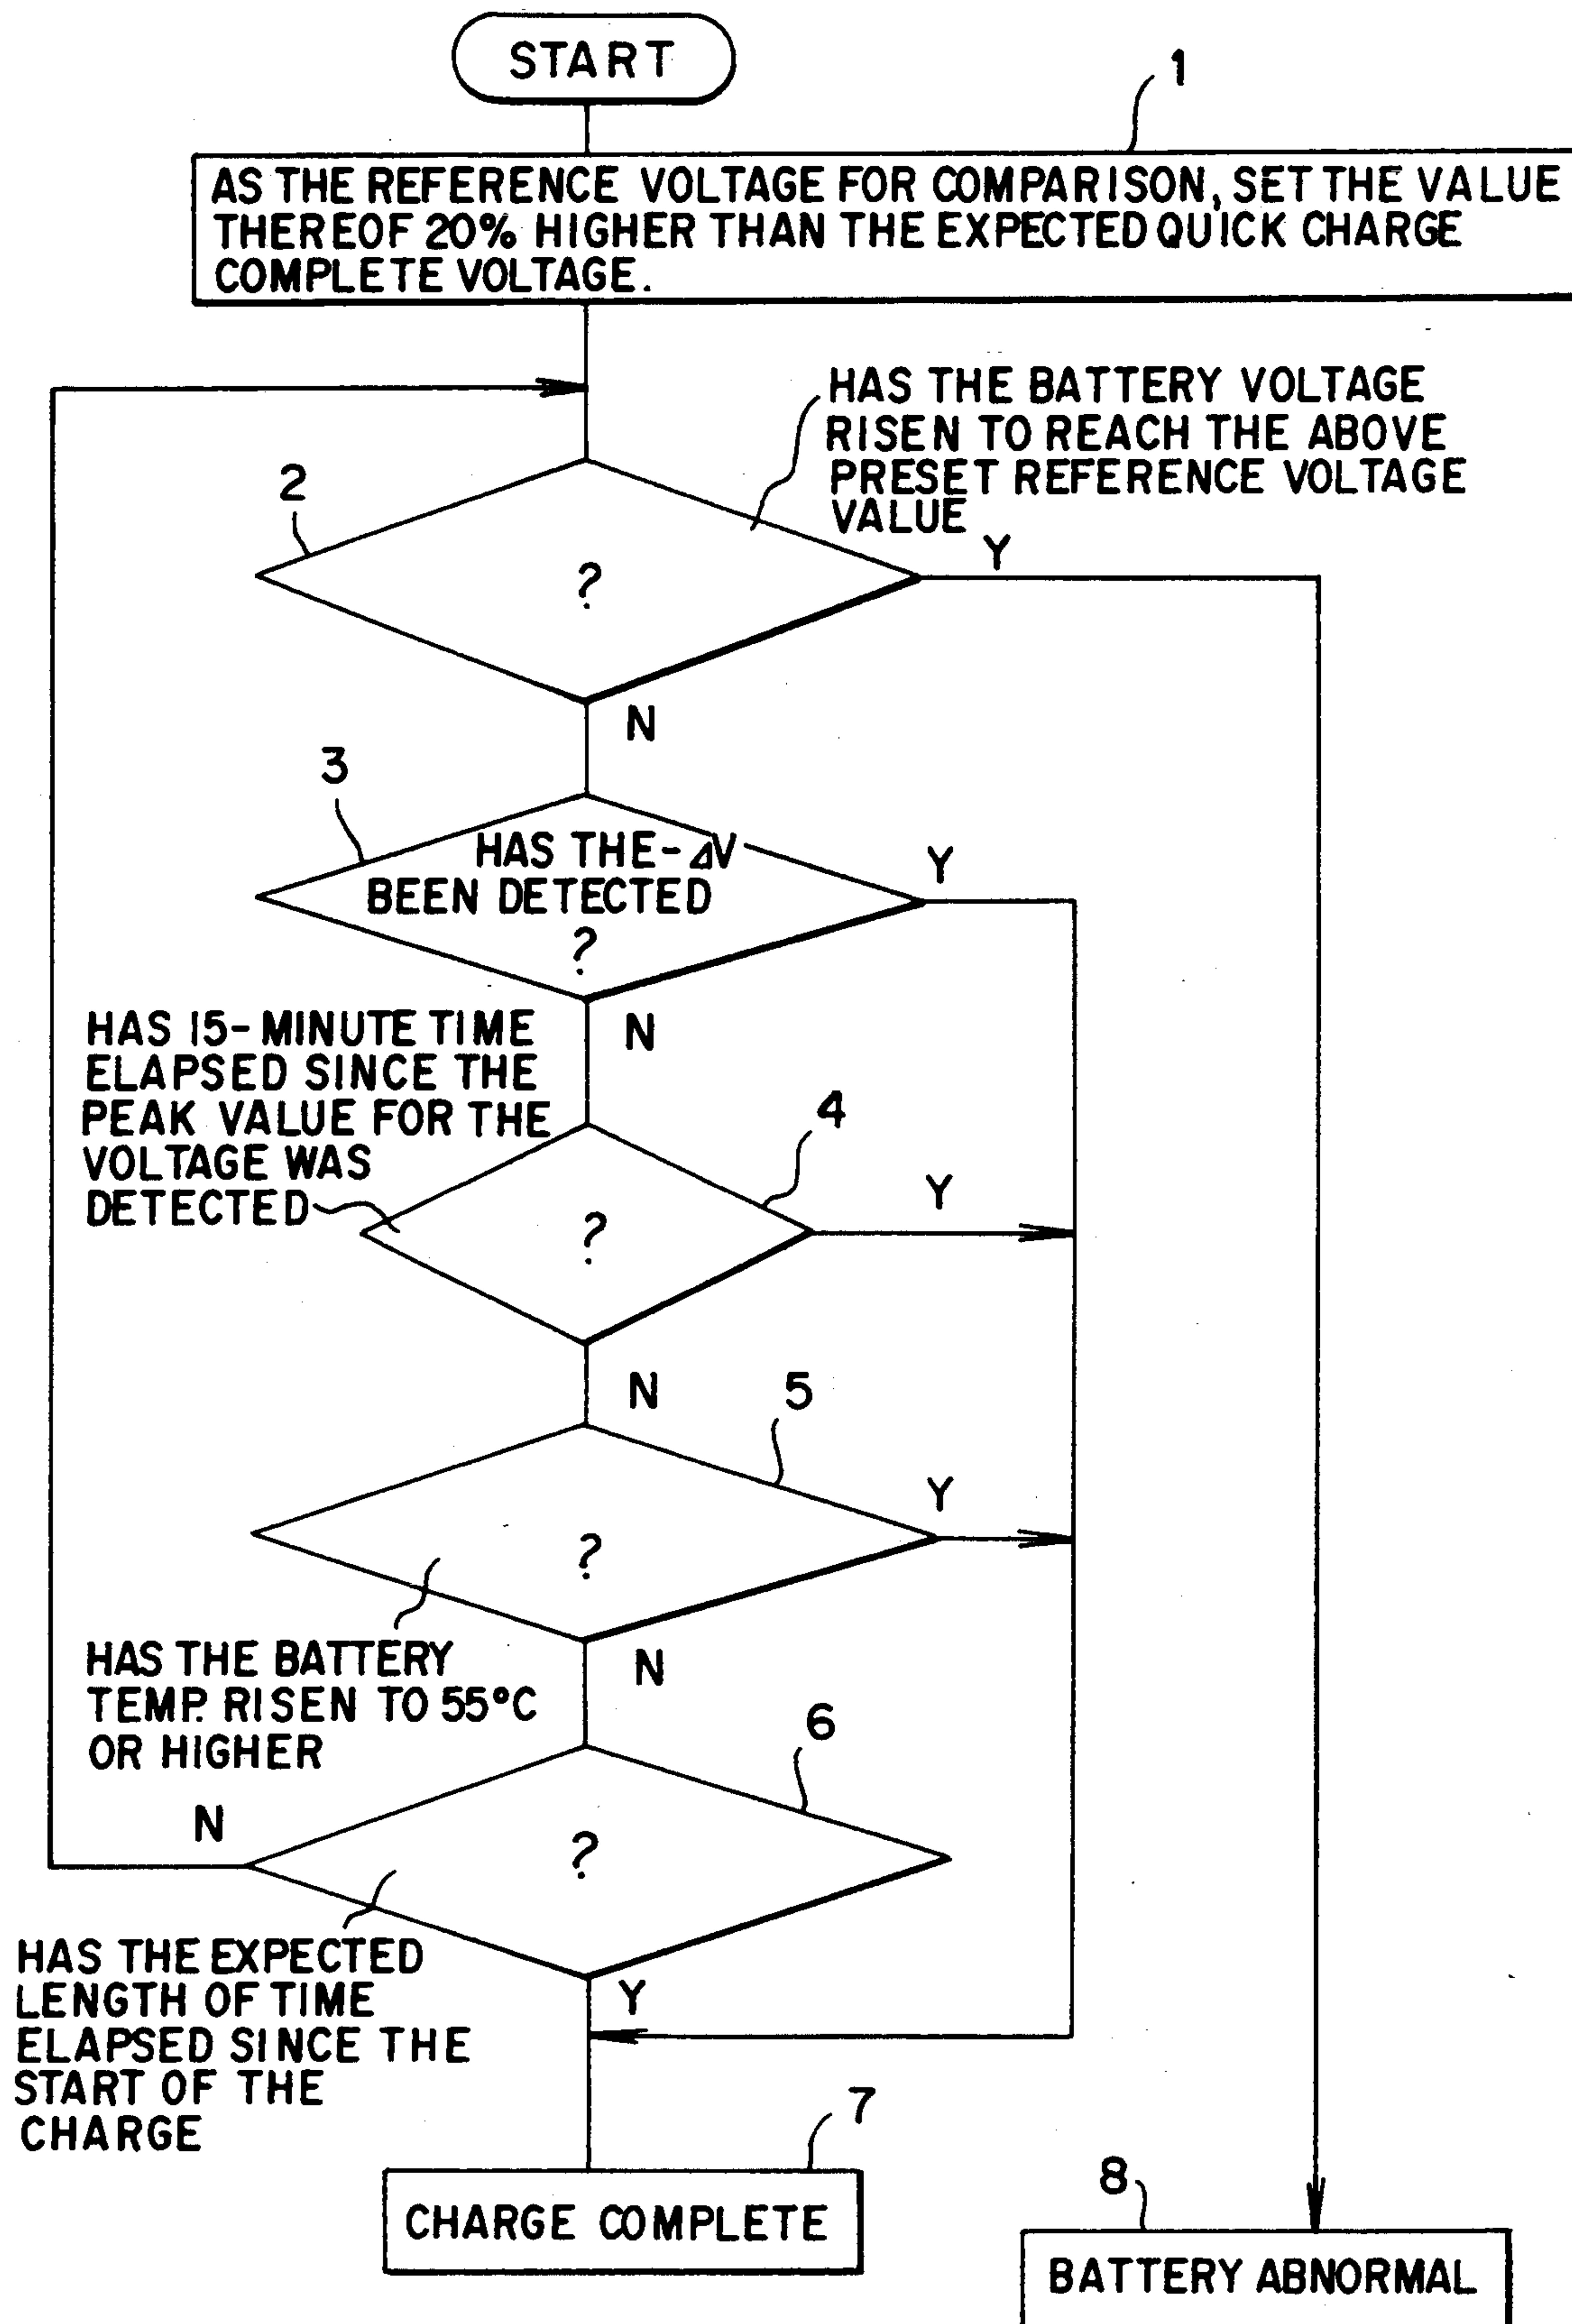 START
1
AS THE REFERENCE VOLTAGE FOR COMPARISON, SET THE VALUE
THEREOF 20% HIGHER THAN THE EXPECTED QUICK CHARGE
COMPLETE VOLTAGE.
HAS THE BATTERY VOLTAGE
RISEN TO REACH THE ABOVE
PRESET REFERENCE VOLTAGE
VALUE
2
?
Y
N
3
HAS THE-ΔV
BEEN DETECTED
?
Y
N
HAS 15-MINUTE TIME
ELAPSED SINCE THE
PEAK VALUE FOR THE
VOLTAGE WAS
DETECTED
4
?
Y
N
5
?
Y
HAS THE BATTERY
TEMP. RISEN TO 55°C
OR HIGHER
N
6
?
N
HAS THE EXPECTED
LENGTH OF TIME
ELAPSED SINCE THE
START OF THE
CHARGE
Y
7
CHARGE COMPLETE
8
BATTERY ABNORMAL